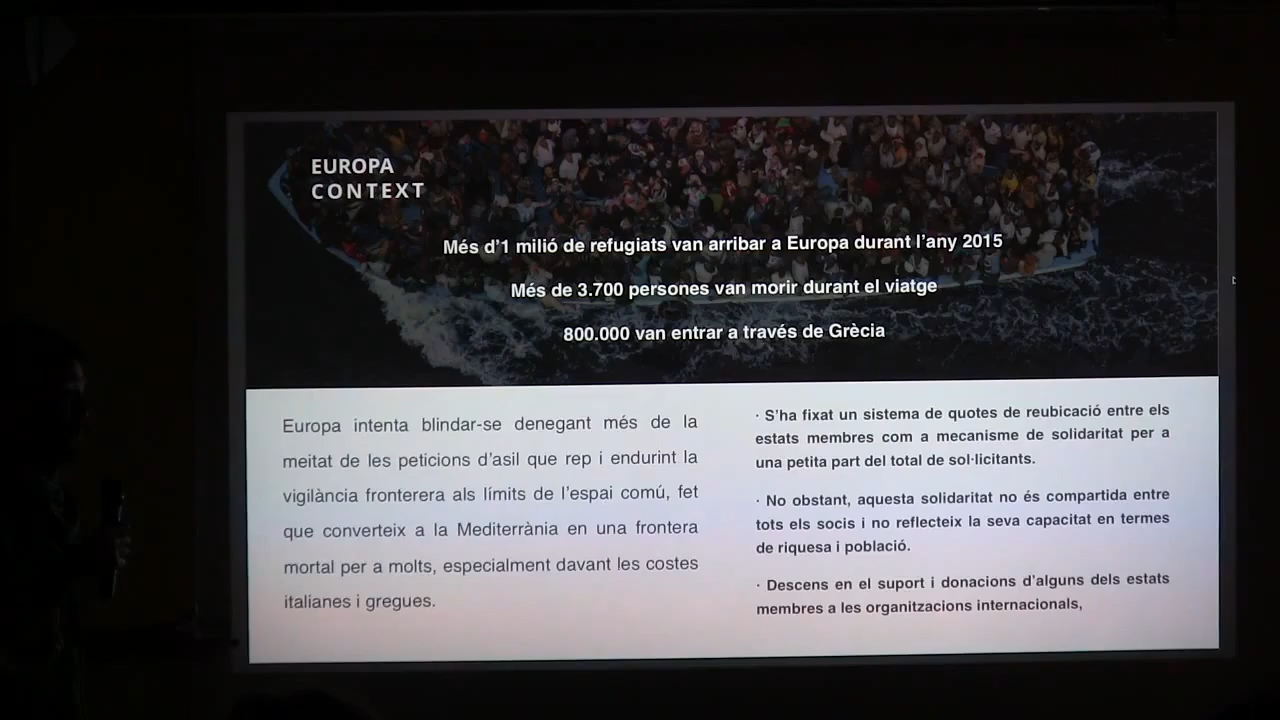 EUROPA
CONTEXT
Més d'1 milió de refugiats van arribar a Europa durant l'any 2015
Més de 3.700 persones van morir durant el viatge
800.000 van entrar a través de Grècia
Europa intenta blindar-se denegant més de la
meitat de les peticions d'asil que rep i endurint la
vigilància fronterera als límits de l'espai comú, fet
que converteix a la Mediterrània en una frontera
mortal per a molts, especialment davant les costes
italianes i gregues.
· S'ha fixat un sistema de quotes de reubicació entre els
estats membres com a mecanisme de solidaritat per a
una petita part del total de sol·licitants.
· No obstant, aquesta solidaritat no és compartida entre
tots els socis i no reflecteix la seva capacitat en termes
de riquesa i població.
· Descens en el suport i donacions d'alguns dels estats
membres a les organitzacions internacionals,